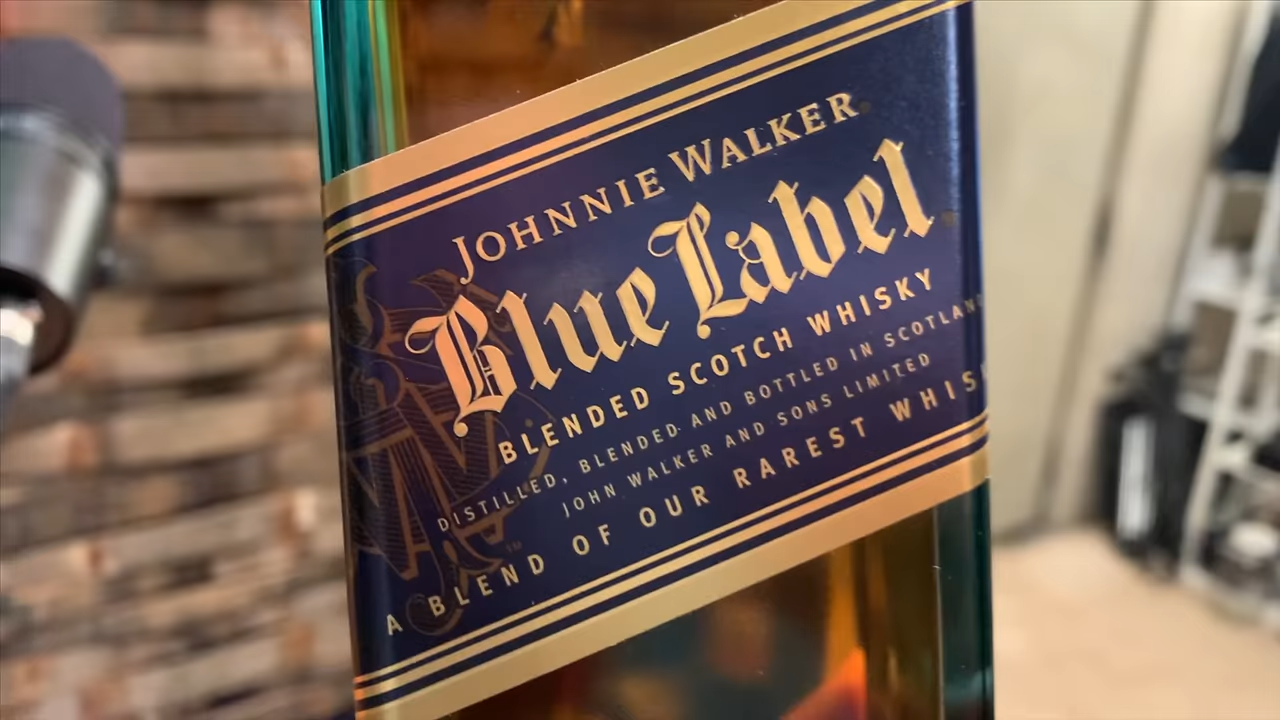 JOHNNIE WALKER
Blue Label
BLENDED SCOTCH WHISKY
DISTILLED, BLENDED AND BOTTLED IN SCOTLAND
JOHN WALKER AND SONS LIMITED
A BLEND OF OUR RAREST WHIS